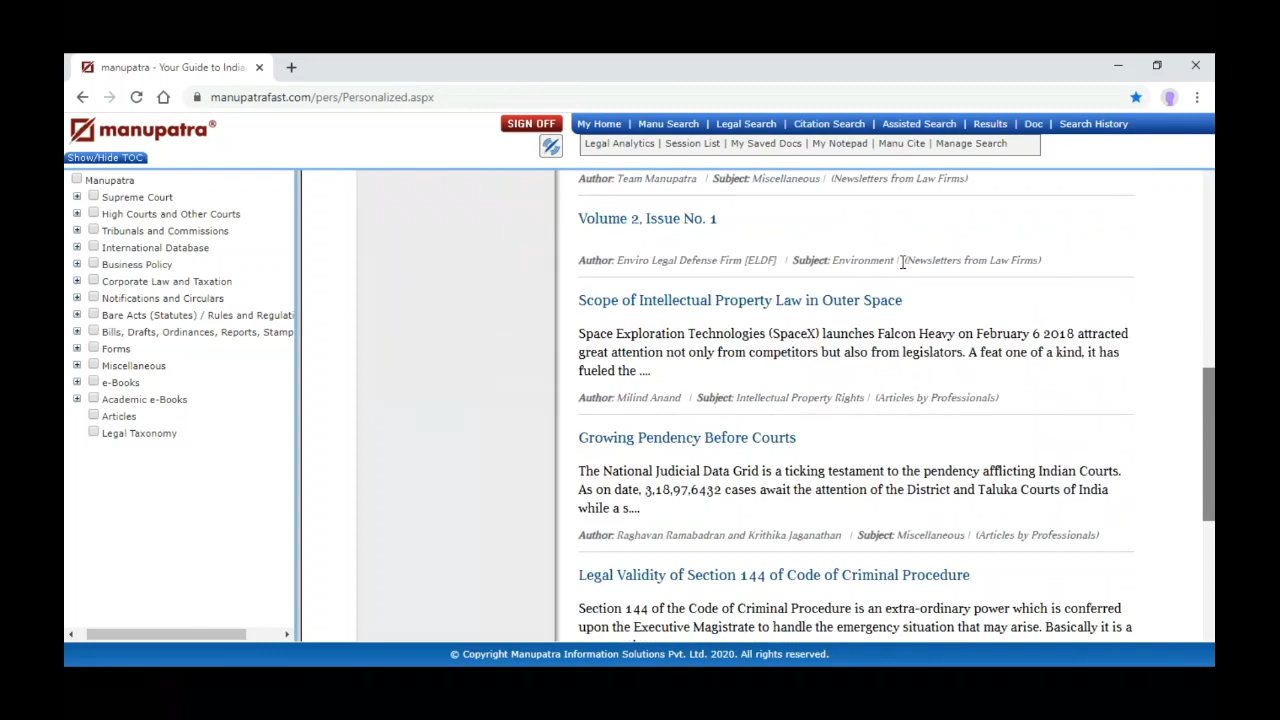 manupatra - Your Guide to India
manupatrafast.com/pers/Personalized.aspx
manupatra®
SIGN OFF
My Home | Manu Search | Legal Search | Citation Search | Assisted Search | Results | Doc | Search History
Legal Analytics | Session List | My Saved Docs | My Notepad | Manu Cite | Manage Search
Show/Hide TOC
Manupatra
Supreme Court
High Courts and Other Courts
Tribunals and Commissions
International Database
Business Policy
Corporate Law and Taxation
Notifications and Circulars
Bare Acts (Statutes) / Rules and Regulati
Bills, Drafts, Ordinances, Reports, Stamp
Forms
Miscellaneous
e-Books
Academic e-Books
Articles
Legal Taxonomy
Author: Team Manupatra | Subject: Miscellaneous | (Newsletters from Law Firms)
Volume 2, Issue No. 1
Author: Enviro Legal Defense Firm [ELDF] | Subject: Environment | (Newsletters from Law Firms)
Scope of Intellectual Property Law in Outer Space
Space Exploration Technologies (SpaceX) launches Falcon Heavy on February 6 2018 attracted
great attention not only from competitors but also from legislators. A feat one of a kind, it has
fueled the ....
Author: Milind Anand | Subject: Intellectual Property Rights | (Articles by Professionals)
Growing Pendency Before Courts
The National Judicial Data Grid is a ticking testament to the pendency afflicting Indian Courts.
As on date, 3,18,97,6432 cases await the attention of the District and Taluka Courts of India
while a s....
Author: Raghavan Ramabadran and Krithika Jaganathan | Subject: Miscellaneous | (Articles by Professionals)
Legal Validity of Section 144 of Code of Criminal Procedure
Section 144 of the Code of Criminal Procedure is an extra-ordinary power which is conferred
upon the Executive Magistrate to handle the emergency situation that may arise. Basically it is a
© Copyright Manupatra Information Solutions Pvt. Ltd. 2020. All rights reserved.